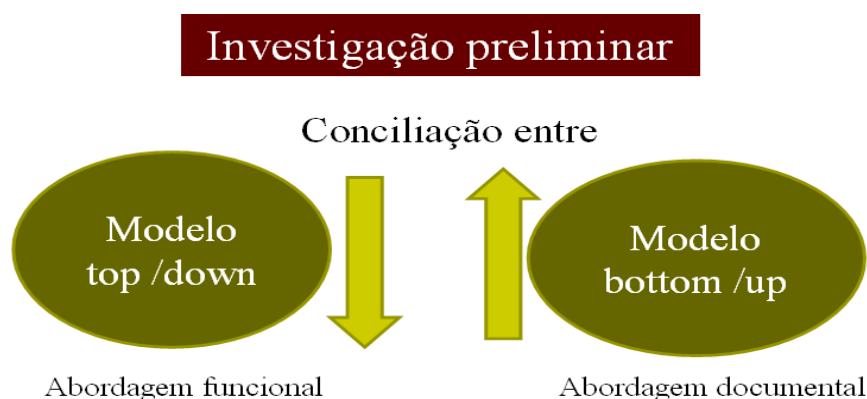 Investigação preliminar
Conciliação entre
Modelo
top /down
Modelo
bottom /up
Abordagem funcional
Abordagem documental